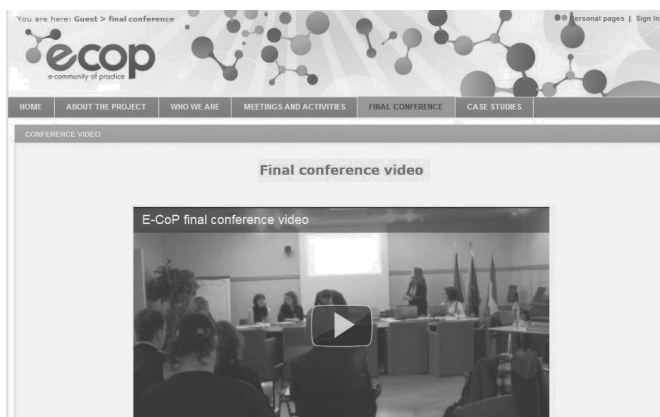 You are here: Guest > final conference
ersonal pages | Sign In
ecop
e-community of practice
HOME ABOUT THE PROJECT WHO WE ARE MEETINGS AND ACTIVITIES FINAL CONFERENCE CASE STUDIES
CONFERENCE VIDEO
Final conference video
E-CoP final conference video